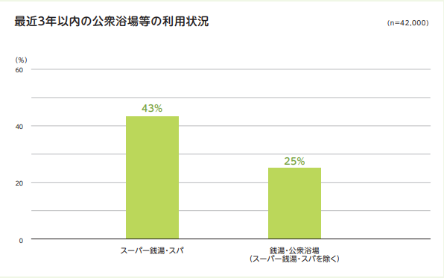 最近3年以内の公衆浴場等の利用状況
(n=42,000)
(%)
60
40
20
0
43%
25%
スーパー銭湯・スパ
銭湯・公衆浴場
(スーパー銭湯・スパを除く)